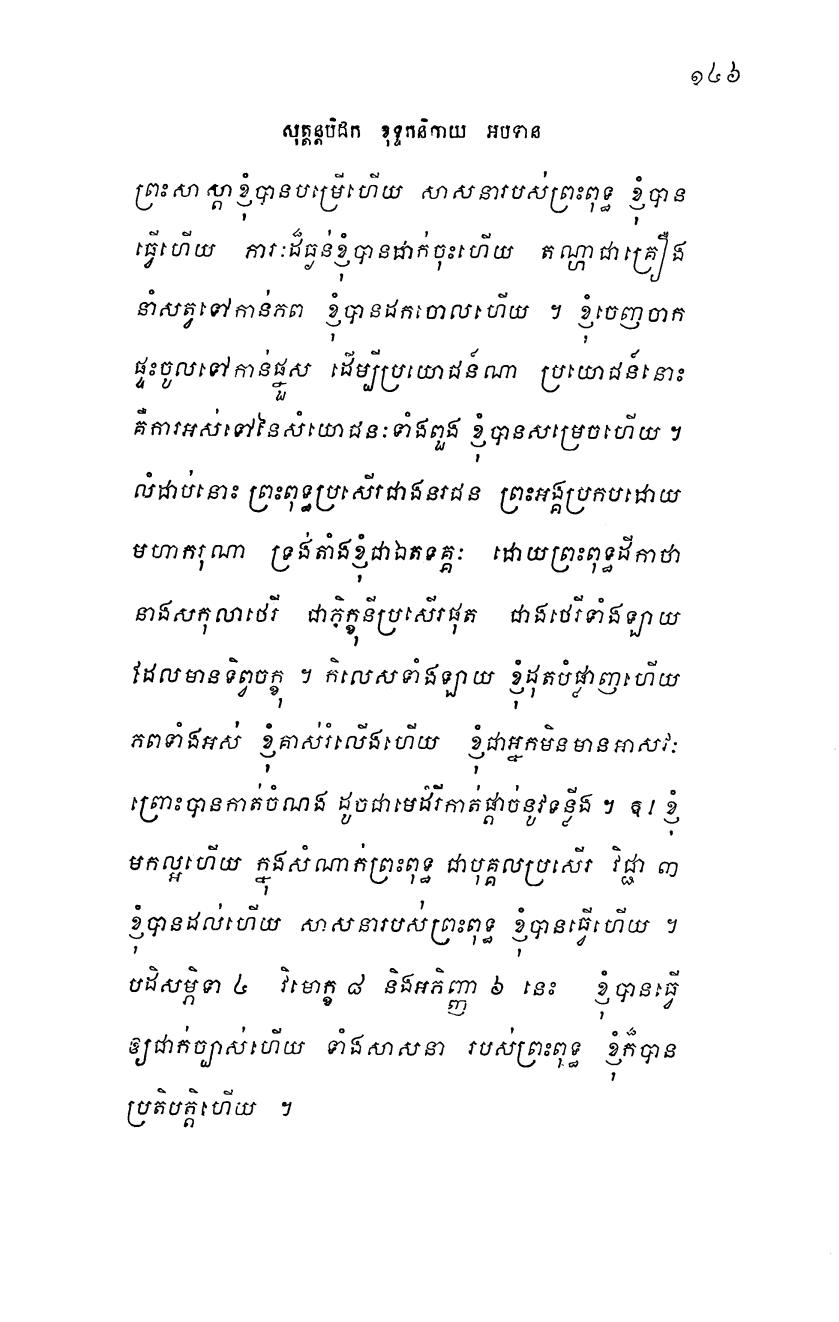 ១៤៦
សុត្តន្តបិដក ខុទ្ទកនិកាយ អបទាន
ព្រះសាស្តាខ្ញុំបានបម្រើហើយ សាសនារបស់ព្រះពុទ្ធ ខ្ញុំបាន
ធ្វើហើយ ភារៈដ៏ធ្ងន់ខ្ញុំបានដាក់ចុះហើយ តណ្ហាជាគ្រឿង
នាំសត្វទៅកាន់ភព ខ្ញុំបានដកចោលហើយ ។ ខ្ញុំចេញចាក
ផ្ទះចូលទៅកាន់ផ្នួស ដើម្បីប្រយោជន៍ណា ប្រយោជន៍នោះ
គឺការអស់ទៅនៃសំយោជនៈទាំងពួង ខ្ញុំបានសម្រេចហើយ ។
លំដាប់នោះ ព្រះពុទ្ធប្រសើរជាងនរជន ព្រះអង្គប្រកបដោយ
មហាករុណា ទ្រង់តាំងខ្ញុំជាឯតទគ្គៈ ដោយព្រះពុទ្ធដីកាថា
នាងសកុលាថេរី ជាភិក្ខុនីប្រសើរផុត ជាងថេរីទាំងឡាយ
ដែលមានទិព្វចក្ខុ ។ កិលេសទាំងឡាយ ខ្ញុំដុតបំផ្លាញហើយ
ភពទាំងអស់ ខ្ញុំគាស់រំលើងហើយ ខ្ញុំជាអ្នកមិនមានអាសវៈ
ព្រោះបានកាត់ចំណង ដូចជាមេដំរីកាត់ផ្តាច់នូវទន្លីង ។ ឱ! ខ្ញុំ
មកល្អហើយ ក្នុងសំណាក់ព្រះពុទ្ធ ជាបុគ្គលប្រសើរ វិជ្ជា ៣
ខ្ញុំបានដល់ហើយ សាសនារបស់ព្រះពុទ្ធ ខ្ញុំបានធ្វើហើយ ។
បដិសម្ភិទា ៤ វិមោក្ខ ៨ និងអភិញ្ញា ៦ នេះ ខ្ញុំបានធ្វើ
ឱ្យជាក់ច្បាស់ហើយ ទាំងសាសនា របស់ព្រះពុទ្ធ ខ្ញុំក៏បាន
ប្រតិបត្តិហើយ ។